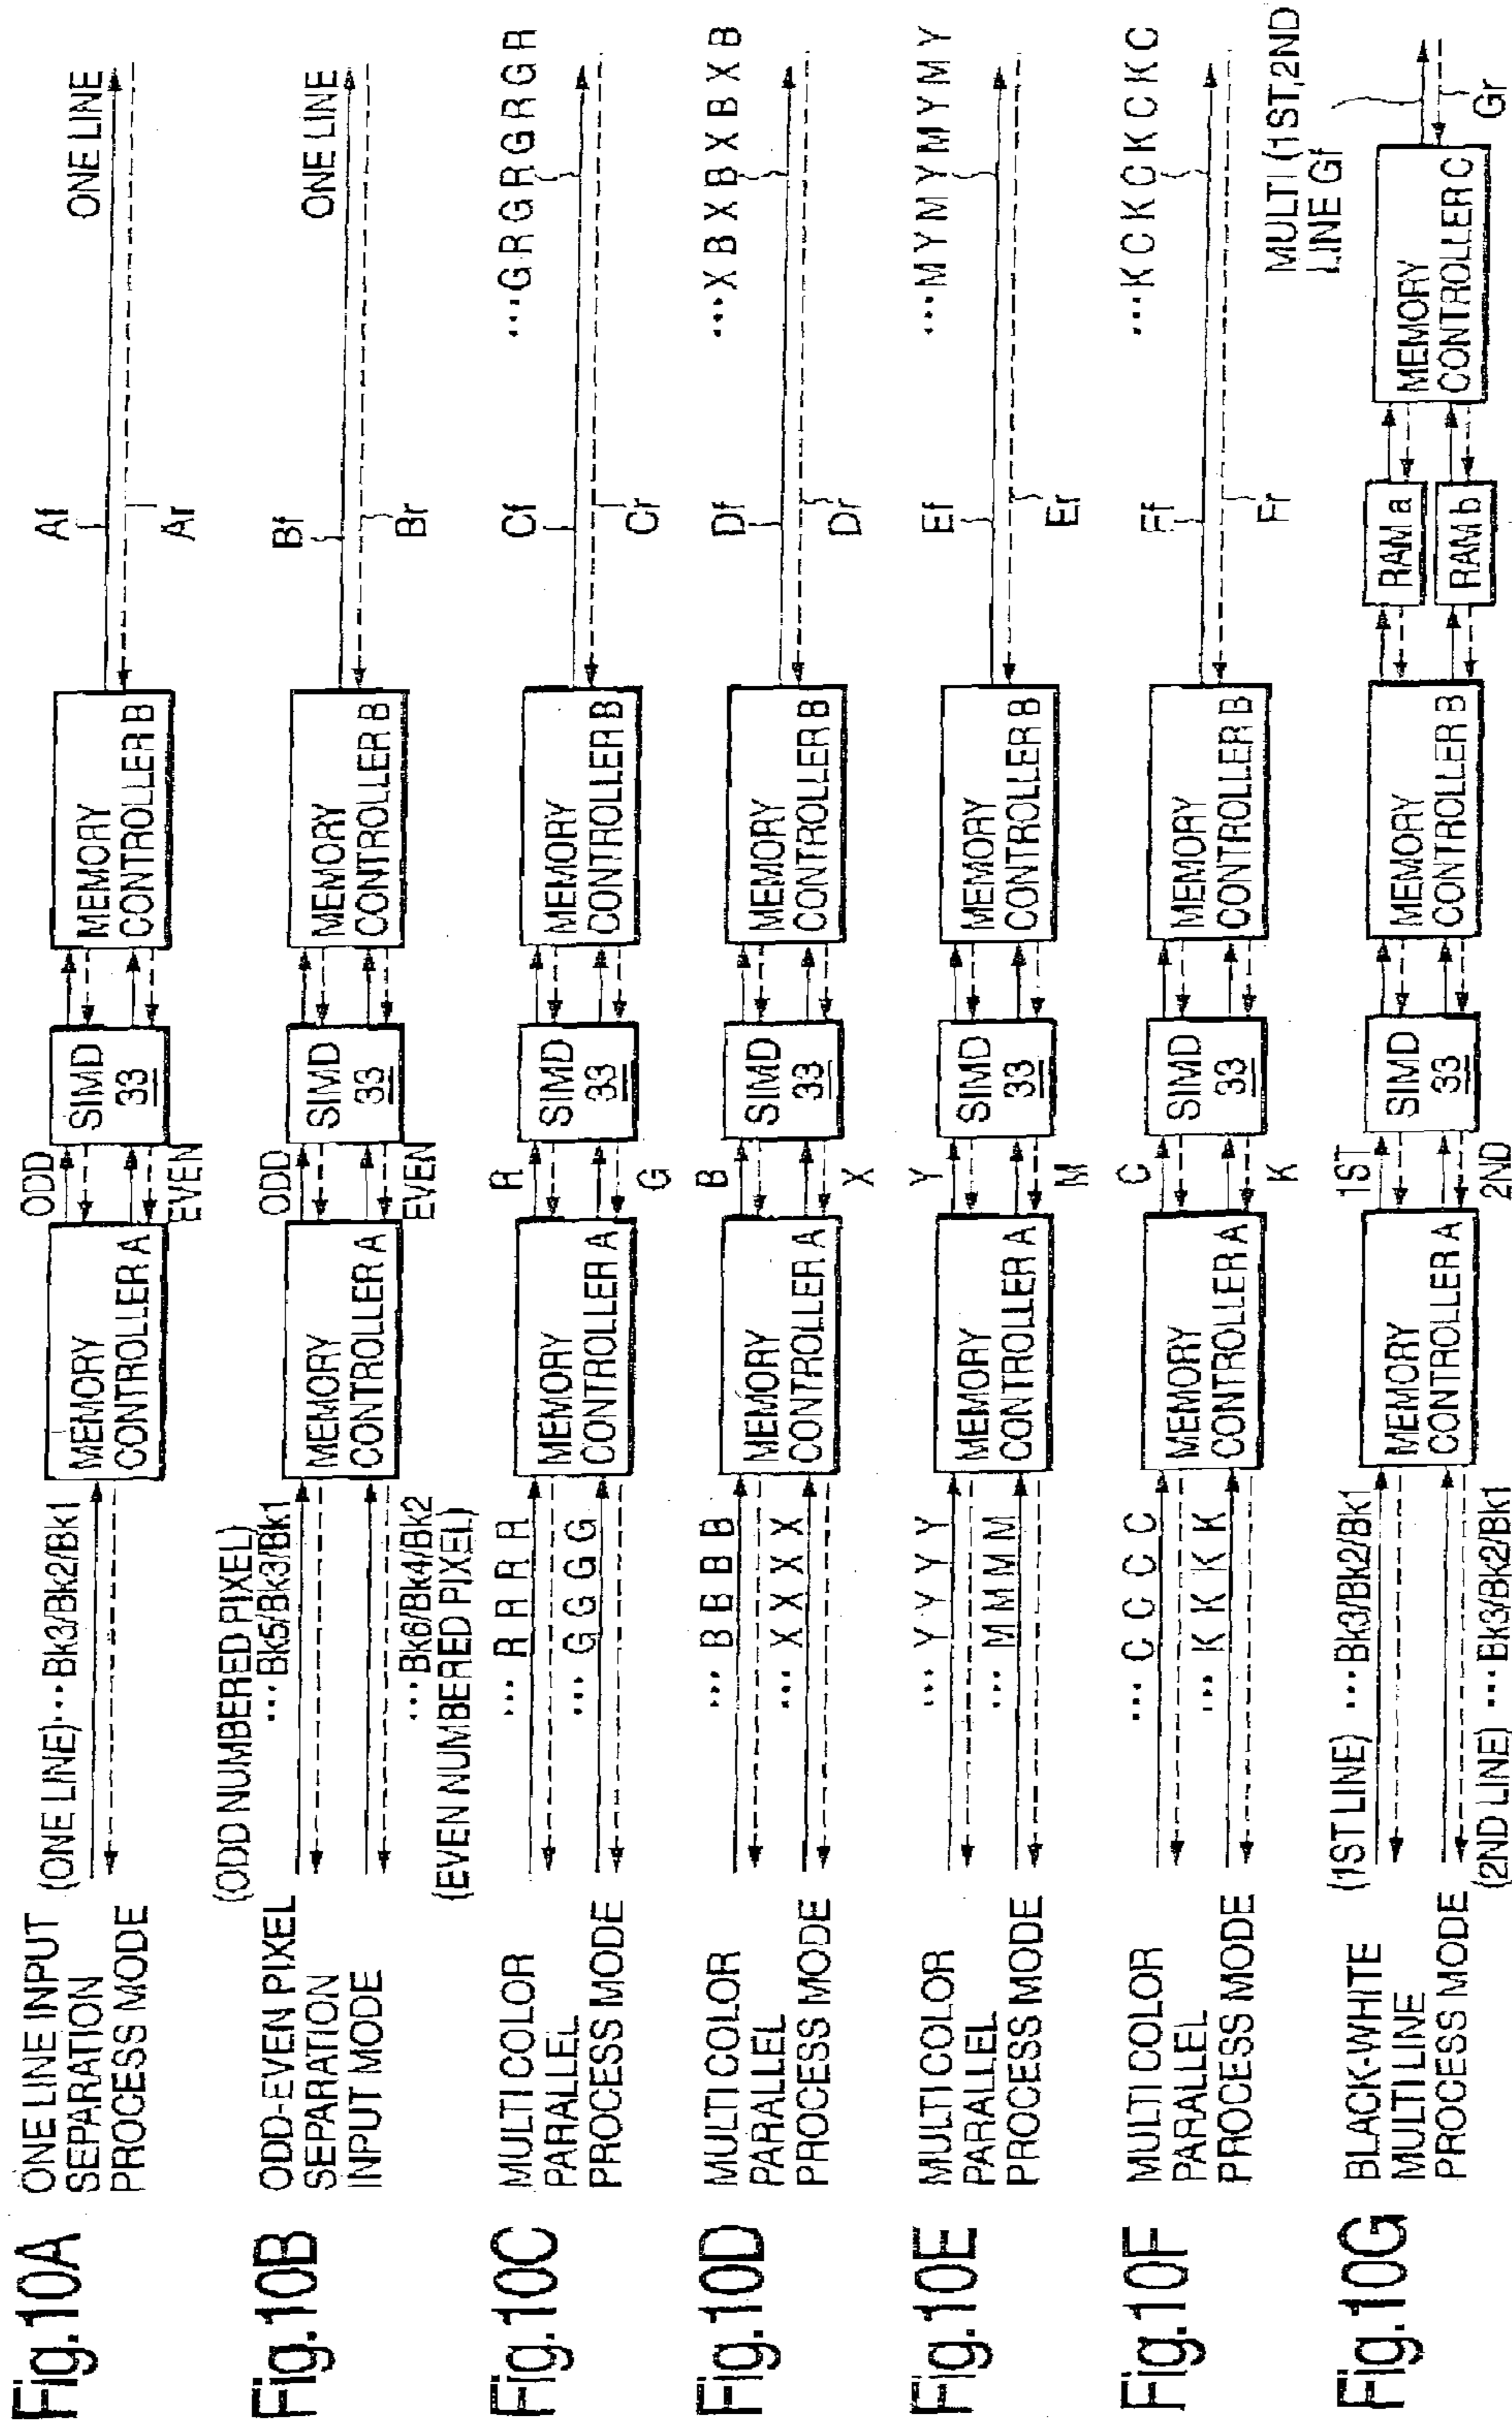 Fig.10A
ONE LINE INPUT
SEPARATION
PROCESS MODE
(ONE LINE)···Bk3/Bk2/Bk1
MEMORY
CONTROLLER A
ODD
EVEN
SIMD
33
MEMORY
CONTROLLER B
Af
Ar
ONE LINE
Fig.10B
ODD-EVEN PIXEL
SEPARATION
INPUT MODE
(ODD NUMBERED PIXEL)
···Bk5/Bk3/Bk1
···Bk6/Bk4/Bk2
(EVEN NUMBERED PIXEL)
MEMORY
CONTROLLER A
ODD
EVEN
SIMD
33
MEMORY
CONTROLLER B
Bf
Br
ONE LINE
Fig.10C
MULTI COLOR
PARALLEL
PROCESS MODE
··· R R R R
··· G G G G
MEMORY
CONTROLLER A
R
G
SIMD
33
MEMORY
CONTROLLER B
Cf
Cr
···G R G R G R G R
Fig.10D
MULTI COLOR
PARALLEL
PROCESS MODE
··· B B B B
··· X X X X
MEMORY
CONTROLLER A
B
X
SIMD
33
MEMORY
CONTROLLER B
Df
Dr
···X B X B X B X B
Fig.10E
MULTI COLOR
PARALLEL
PROCESS MODE
··· Y Y Y Y
··· M M M M
MEMORY
CONTROLLER A
Y
M
SIMD
33
MEMORY
CONTROLLER B
Ef
Er
···M Y M Y M Y M Y
Fig.10F
MULTI COLOR
PARALLEL
PROCESS MODE
··· C C C C
··· K K K K
MEMORY
CONTROLLER A
C
K
SIMD
33
MEMORY
CONTROLLER B
Ff
Fr
···K C K C K C K C
Fig.10G
BLACK-WHITE
MULTI LINE
PROCESS MODE
(1ST LINE) ···Bk3/Bk2/Bk1
(2ND LINE) ···Bk3/Bk2/Bk1
MEMORY
CONTROLLER A
1ST
2ND
SIMD
33
MEMORY
CONTROLLER B
RAM a
RAM b
MEMORY
CONTROLLER C
MULTI (1ST,2ND
LINE Gf
Gr